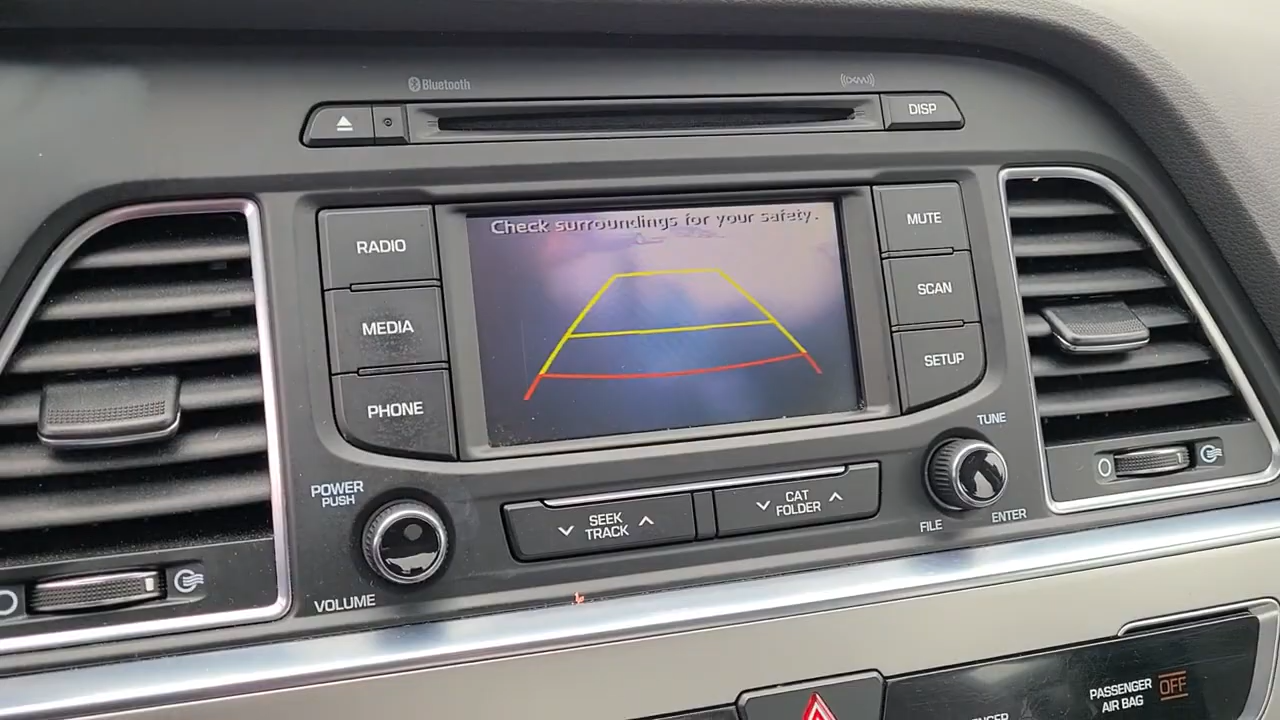 Bluetooth
((XM))
DISP
Check surroundings for your safety.
RADIO
MEDIA
PHONE
MUTE
SCAN
SETUP
TUNE
POWER
PUSH
SEEK
TRACK
CAT
FOLDER
FILE
ENTER
VOLUME
PASSENGER
AIR BAG
OFF